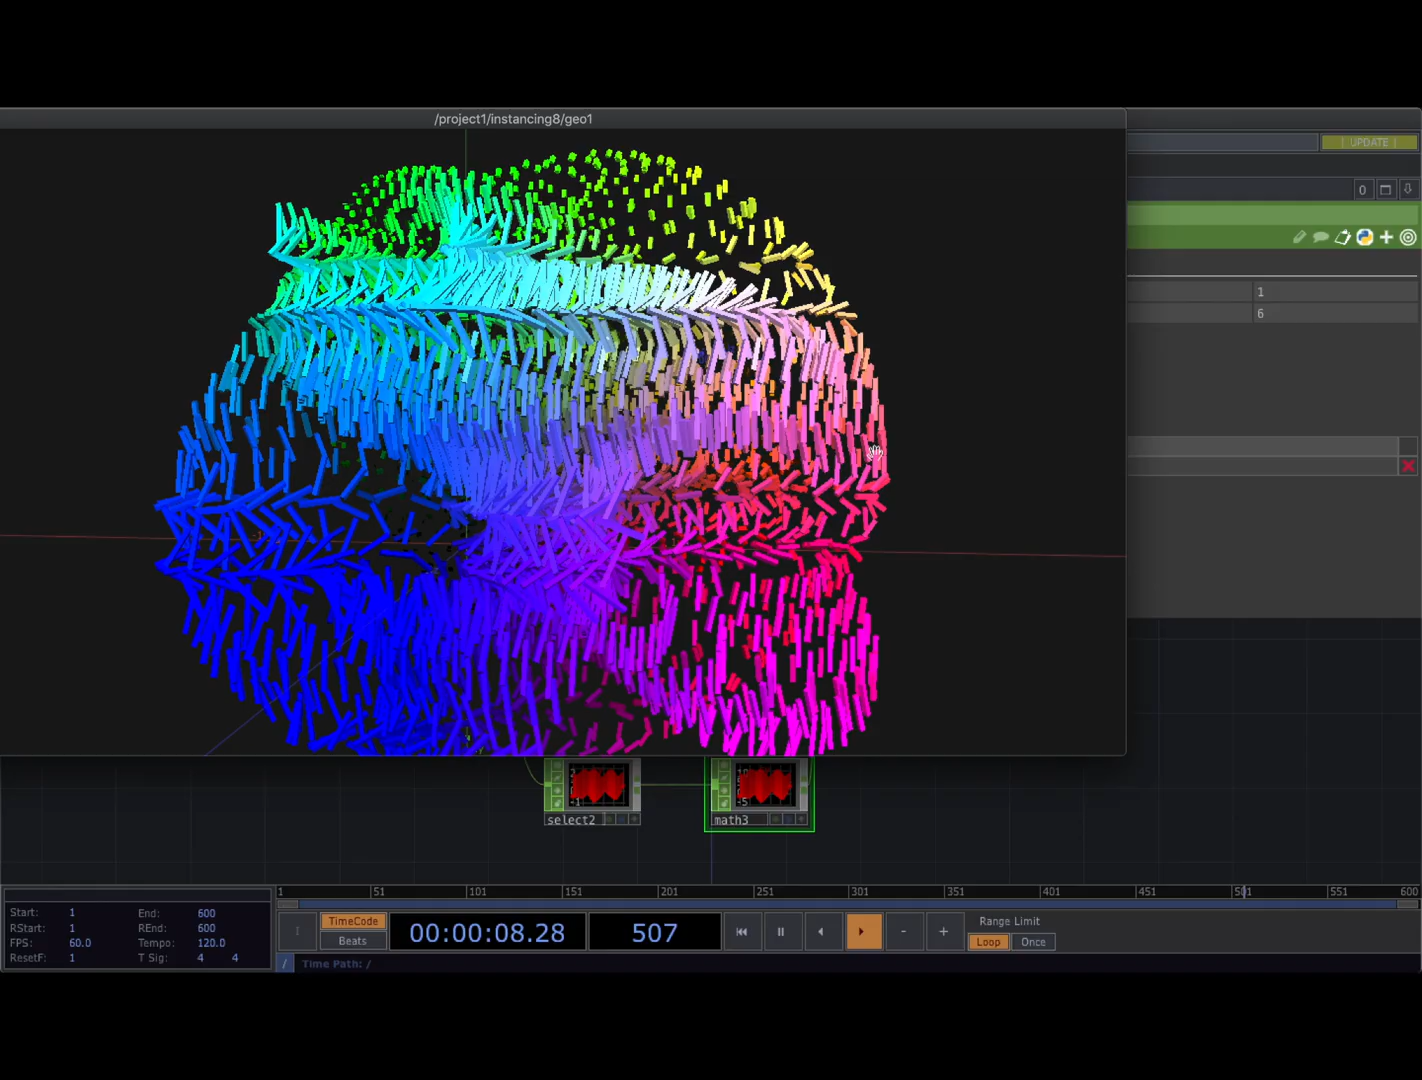 /project1/instancing8/geo1
| UPDATE |
0
1
6
select2
math3
1 51 101 151 201 251 301 351 401 451 501 551 600
Start: 1 End: 600
RStart: 1 REnd: 600
FPS: 60.0 Tempo: 120.0
ResetF: 1 T Sig: 4 4
TimeCode
Beats
00:00:08.28
507
- +
Range Limit
Loop Once
/ Time Path: /